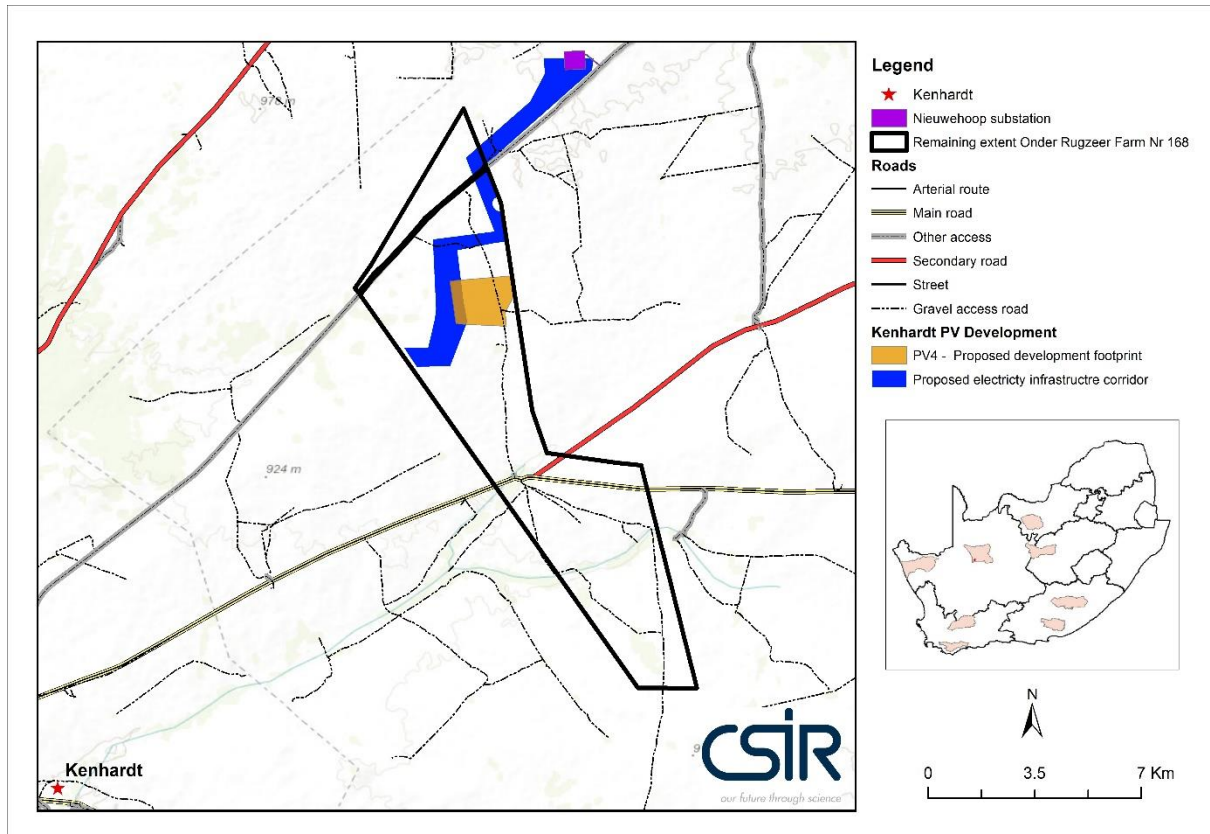 976 m
924 m
Kenhardt
CSIR
our future through science
Legend
Kenhardt
Nieuwehoop substation
Remaining extent Onder Rugzeer Farm Nr 168
Roads
Arterial route
Main road
Other access
Secondary road
Street
Gravel access road
Kenhardt PV Development
PV4 - Proposed development footprint
Proposed electricty infrastructre corridor
N
0 3.5 7 Km